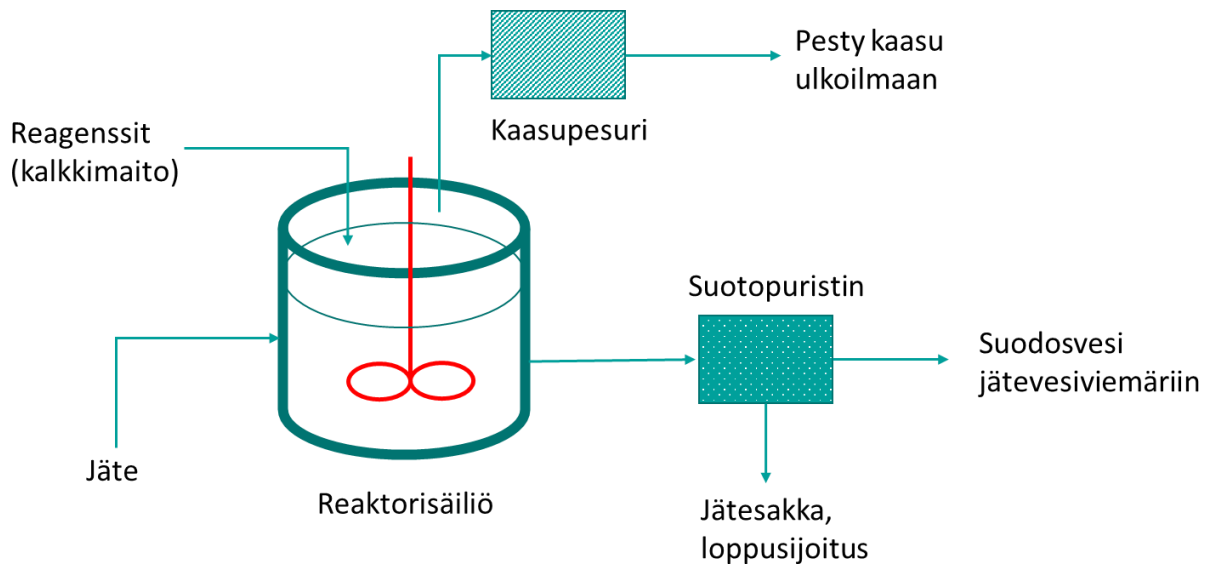 Pesty kaasu
ulkoilmaan
Kaasupesuri
Reagenssit
(kalkkimaito)
Suotopuristin
Suodosvesi
jätevesiviemäriin
Jäte
Reaktorisäiliö
Jätesakka,
loppusijoitus